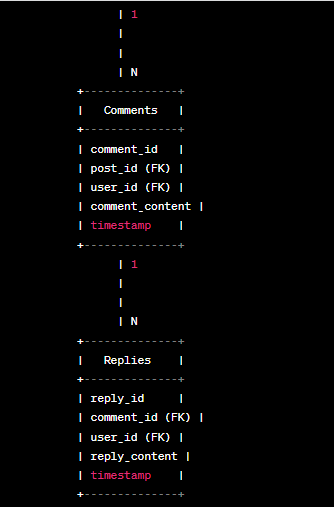 | 1
|
|
| N
+--------------+
|   Comments   |
+--------------+
| comment_id   |
| post_id (FK) |
| user_id (FK) |
| comment_content |
| timestamp    |
+--------------+
| 1
|
|
| N
+--------------+
|   Replies    |
+--------------+
| reply_id     |
| comment_id (FK) |
| user_id (FK) |
| reply_content |
| timestamp    |
+--------------+